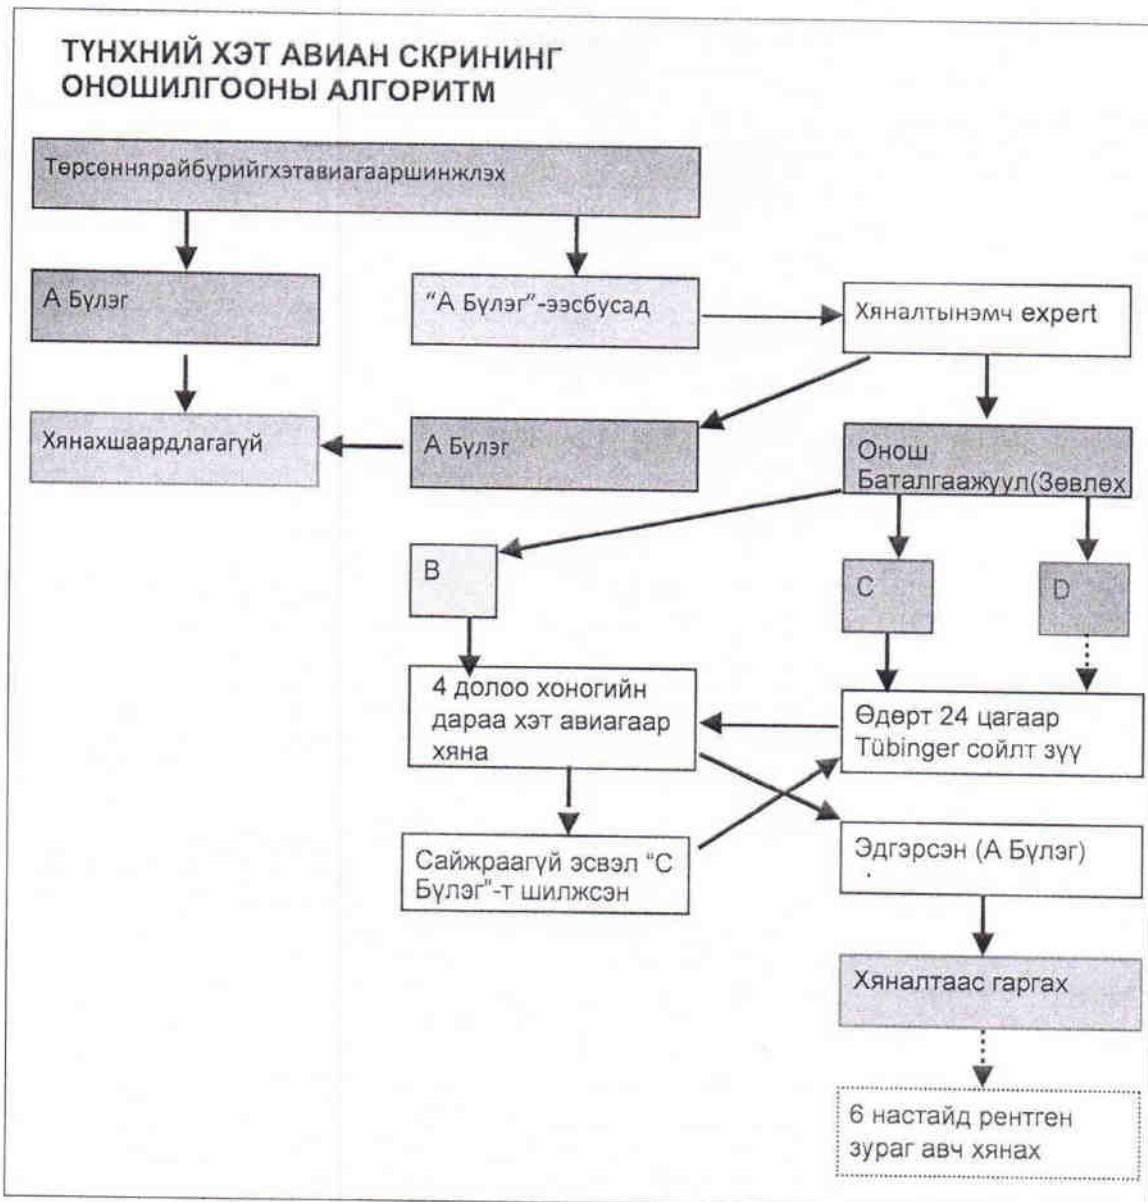 ТҮНХНИЙ ХЭТ АВИАН СКРИНИНГ
ОНОШИЛГООНЫ АЛГОРИТМ
Төрсөннярайбүрийгхэтавиагааршинжлэх
А Бүлэг
"А Бүлэг"-ээсбусад
Хяналтынэмч expert
Хянахшаардлагагүй
А Бүлэг
Онош
Баталгаажуул(Зөвлөх
B
C
D
4 долоо хоногийн
дараа хэт авиагаар
хяна
Өдөрт 24 цагаар
Tübinger сойлт зүү
Сайжраагүй эсвэл "С
Бүлэг"-т шилжсэн
Эдгэрсэн (А Бүлэг)
Хяналтаас гаргах
6 настайд рентген
зураг авч хянах